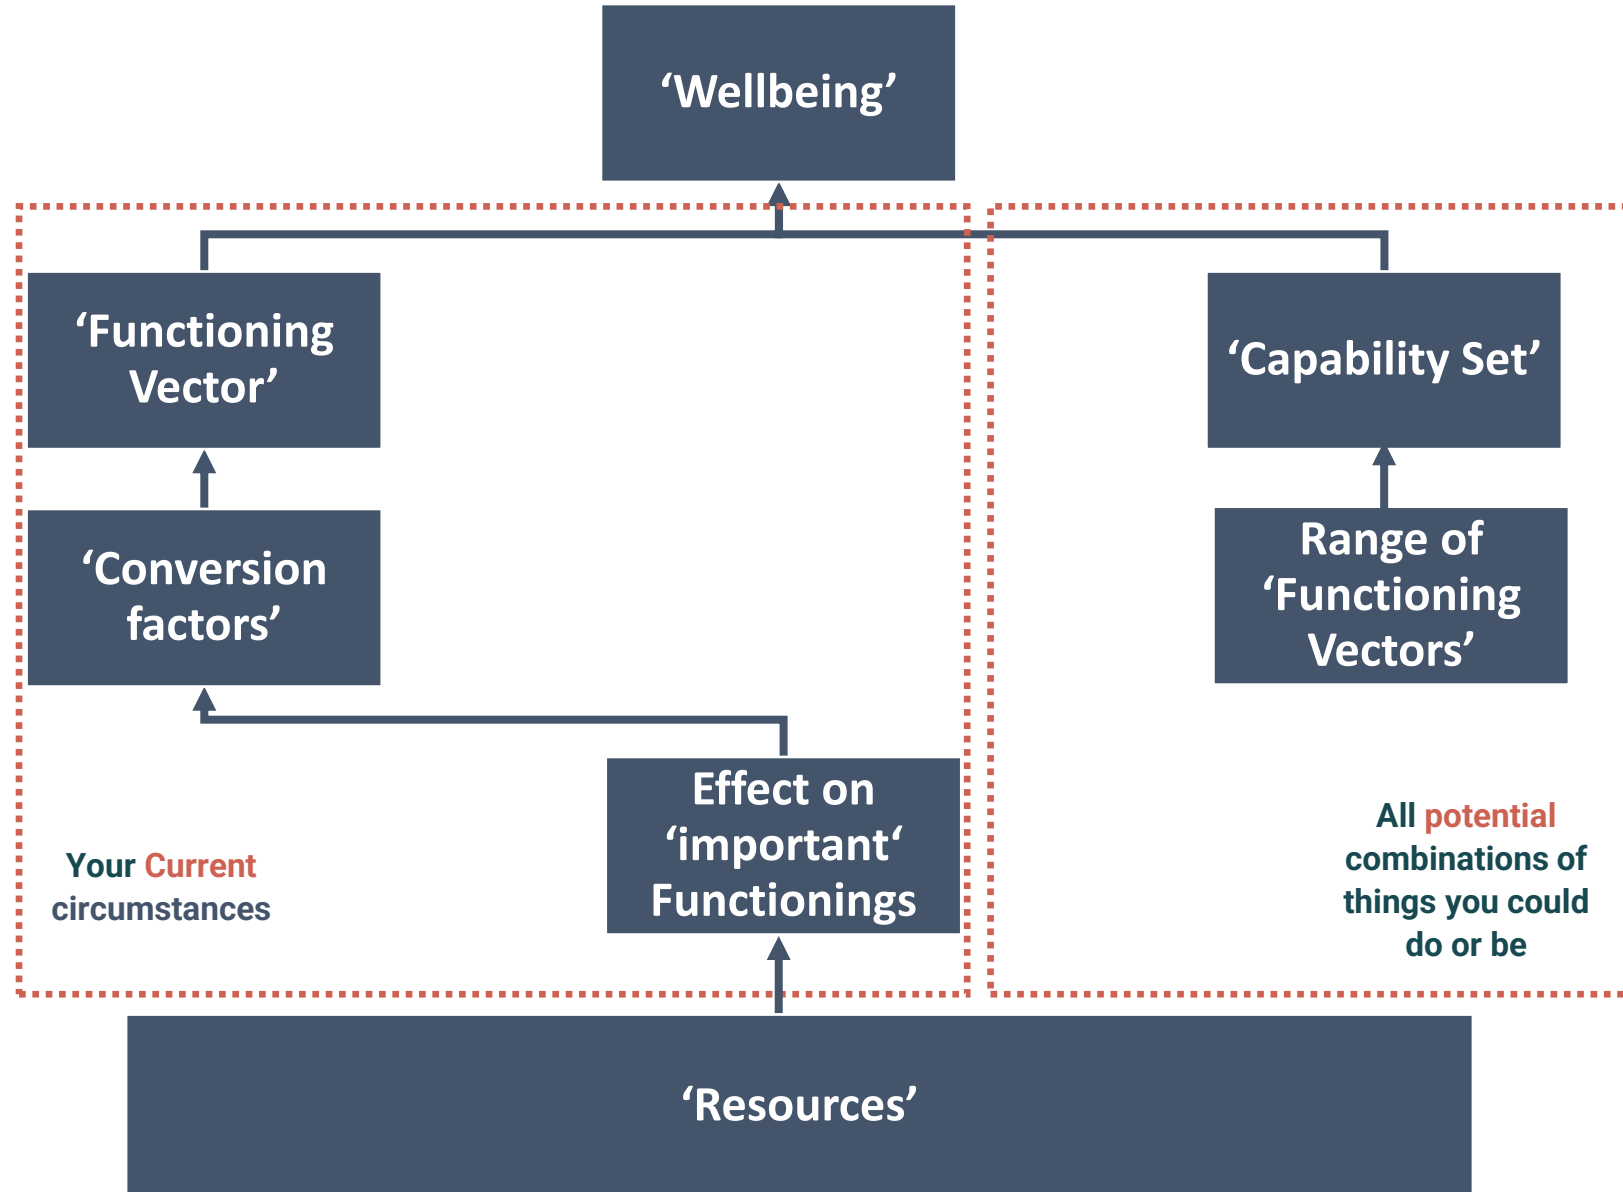 ‘Wellbeing’
‘Functioning
Vector’
‘Capability Set’
‘Conversion
factors’
Range of
‘Functioning
Vectors’
Effect on
‘important‘
Functionings
Your Current
circumstances
All potential
combinations of
things you could
do or be
‘Resources’